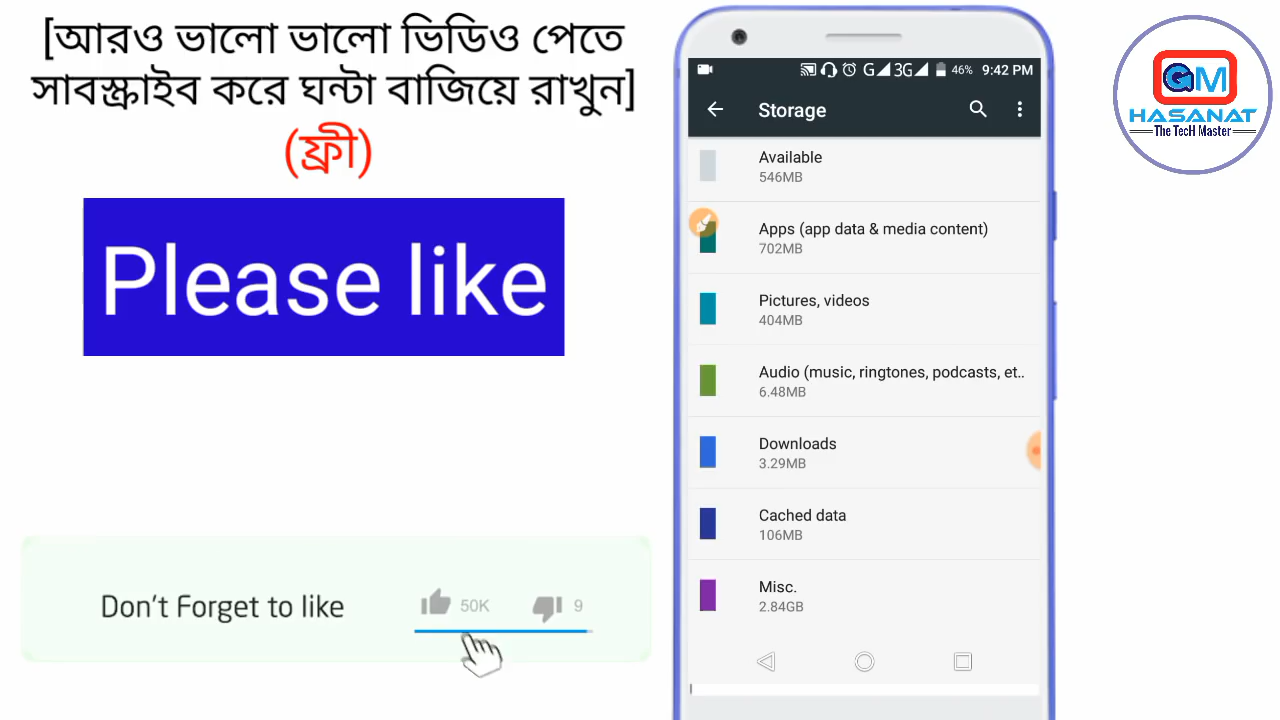 [আরও ভালো ভালো ভিডিও পেতে
সাবস্ক্রাইব করে ঘন্টা বাজিয়ে রাখুন]
(ফ্রী)
Please like
Don't Forget to like
50K
9
G 3G 46% 9:42 PM
Storage
Available
546MB
Apps (app data & media content)
702MB
Pictures, videos
404MB
Audio (music, ringtones, podcasts, et..
6.48MB
Downloads
3.29MB
Cached data
106MB
Misc.
2.84GB
GM
HASANAT
The TecH Master